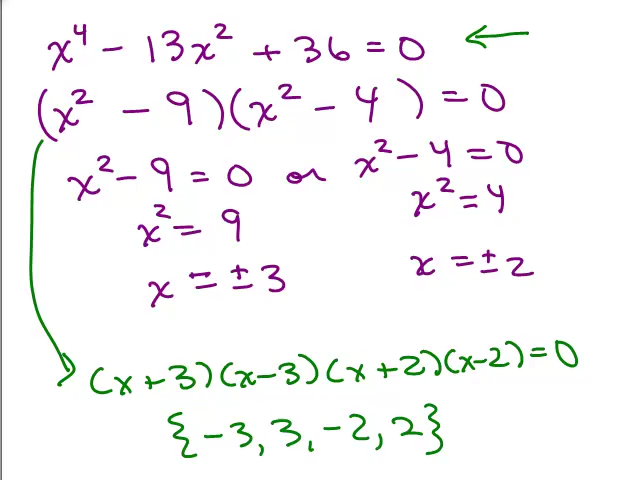 x⁴ - 13x² + 36 = 0 ←
(x² - 9)(x² - 4) = 0
x² - 9 = 0 or x² - 4 = 0
x² = 9
x² = 4
x = ±3
x = ±2
(x + 3)(x - 3)(x + 2)(x - 2) = 0
{-3, 3, -2, 2}